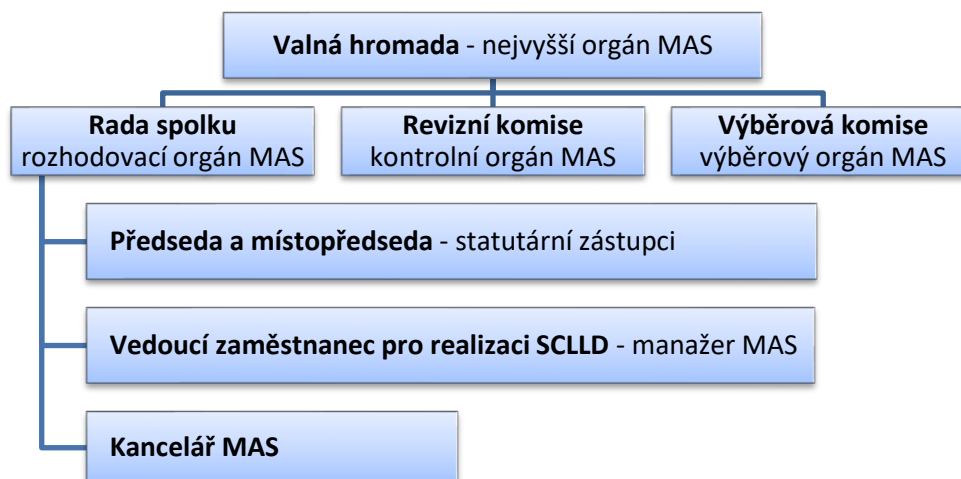 Valná hromada - nejvyšší orgán MAS
Rada spolku
rozhodovací orgán MAS
Revizní komise
kontrolní orgán MAS
Výběrová komise
výběrový orgán MAS
Předseda a místopředseda - statutární zástupci
Vedoucí zaměstnanec pro realizaci SCLLD - manažer MAS
Kancelář MAS